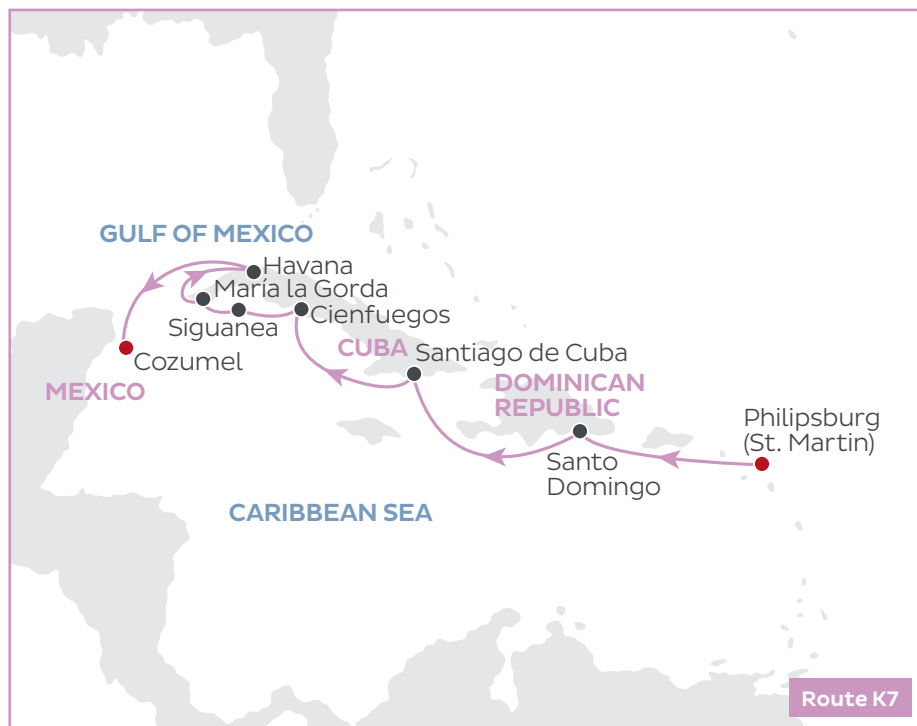 GULF OF MEXICO
Havana
María la Gorda
Siguanea
Cienfuegos
Cozumel
CUBA
Santiago de Cuba
MEXICO
DOMINICAN
REPUBLIC
Philipsburg
(St. Martin)
Santo
Domingo
CARIBBEAN SEA
Route K7